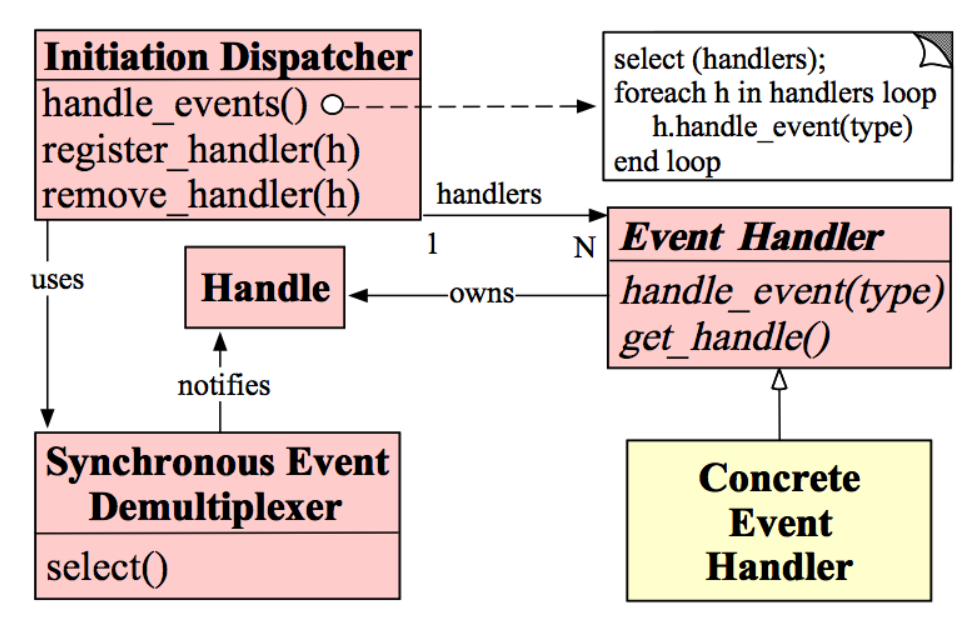 Initiation Dispatcher
handle_events()
register_handler(h)
remove_handler(h)
select (handlers);
foreach h in handlers loop
h.handle_event(type)
end loop
handlers
1
N
Event Handler
handle_event(type)
get_handle()
uses
Handle
owns
notifies
Synchronous Event
Demultiplexer
select()
Concrete
Event
Handler